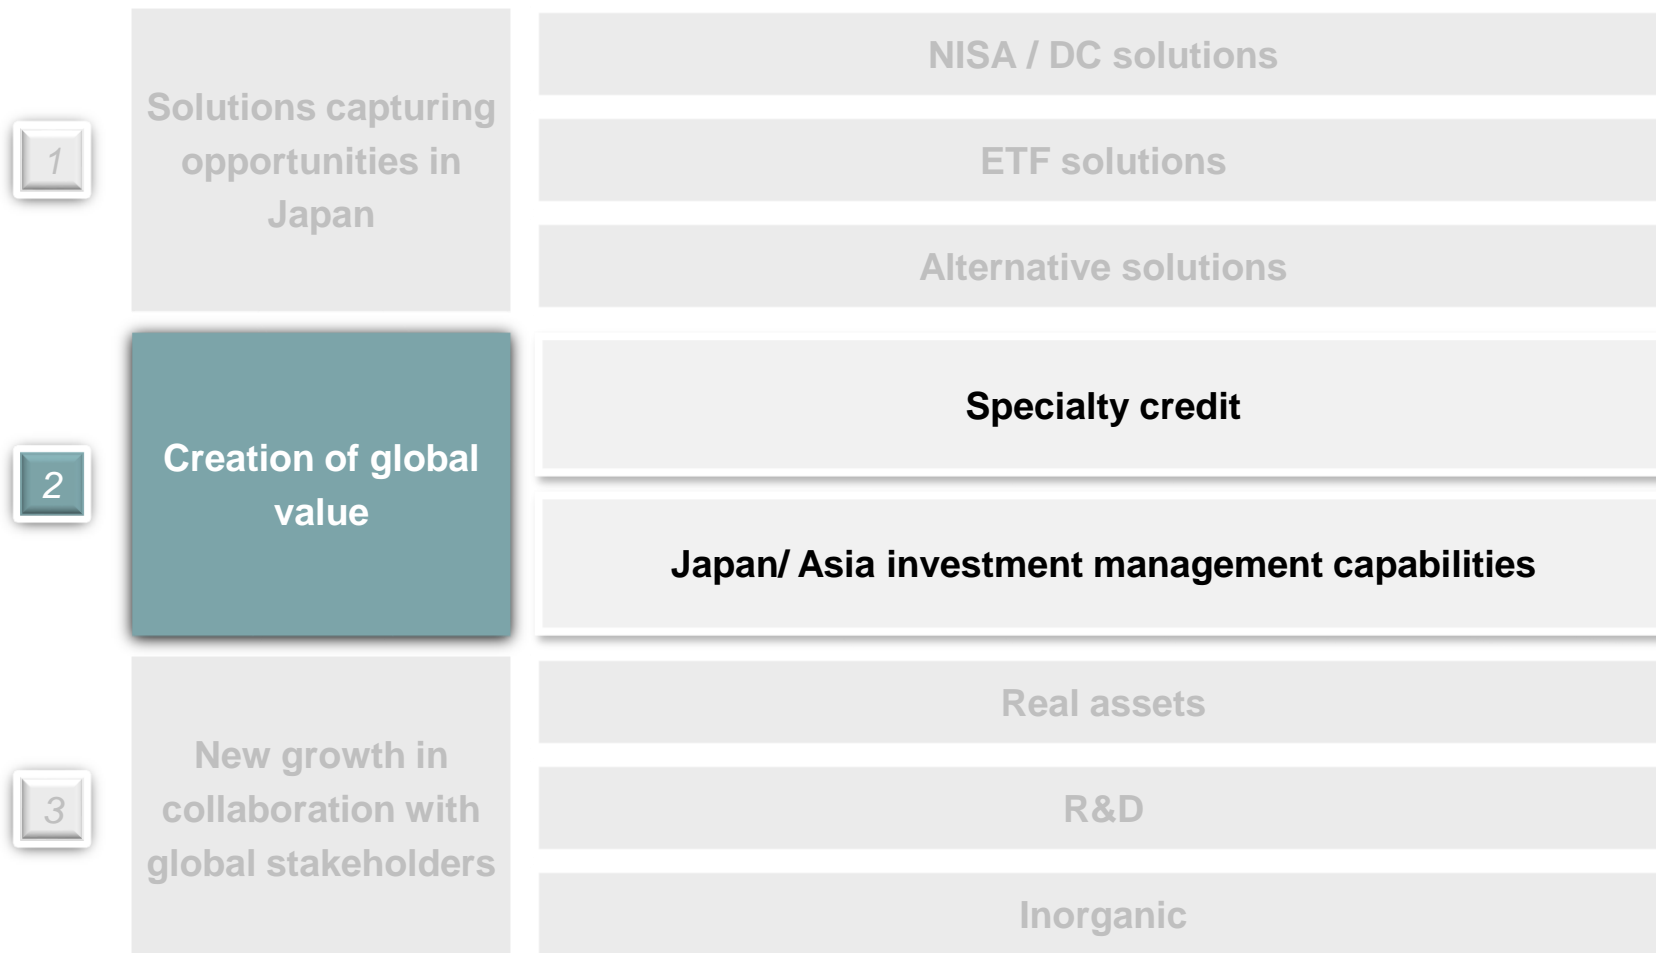 1
Solutions capturing
opportunities in
Japan
NISA / DC solutions
ETF solutions
Alternative solutions
2
Creation of global
value
Specialty credit
Japan/ Asia investment management capabilities
3
New growth in
collaboration with
global stakeholders
Real assets
R&D
Inorganic